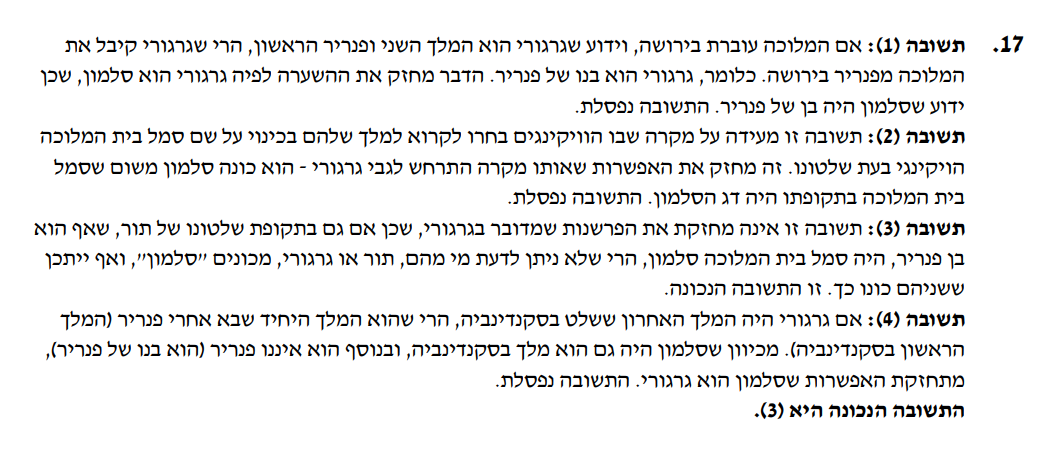 17. תשובה (1): אם המלוכה עוברת בירושה, וידוע שגרגורי הוא המלך השני ופנריר הראשון, הרי שגרגורי קיבל את
המלוכה מפנריר בירושה. כלומר, גרגורי הוא בנו של פנריר. הדבר מחזק את ההשערה לפיה גרגורי הוא סלמון, שכן
ידוע שסלמון היה בן של פנריר. התשובה נפסלת.
תשובה (2): תשובה זו מעידה על מקרה שבו הוויקינגים בחרו לקרוא למלך שלהם בכינוי על שם סמל בית המלוכה
הויקינגי בעת שלטונו. זה מחזק את האפשרות שאותו מקרה התרחש לגבי גרגורי - הוא כונה סלמון משום שסמל
בית המלוכה בתקופתו היה דג הסלמון. התשובה נפסלת.
תשובה (3): תשובה זו אינה מחזקת את הפרשנות שמדובר בגרגורי, שכן אם גם בתקופת שלטונו של תור, שאף הוא
בן פנריר, היה סמל בית המלוכה סלמון, הרי שלא ניתן לדעת מי מהם, תור או גרגורי, מכונים "סלמון", ואף ייתכן
ששניהם כונו כך. זו התשובה הנכונה.
תשובה (4): אם גרגורי היה המלך האחרון ששלט בסקנדינביה, הרי שהוא המלך היחיד שבא אחרי פנריר (המלך
הראשון בסקנדינביה). מכיוון שסלמון היה גם הוא מלך בסקנדינביה, ובנוסף הוא איננו פנריר (הוא בנו של פנריר),
מתחזקת האפשרות שסלמון הוא גרגורי. התשובה נפסלת.
התשובה הנכונה היא (3).